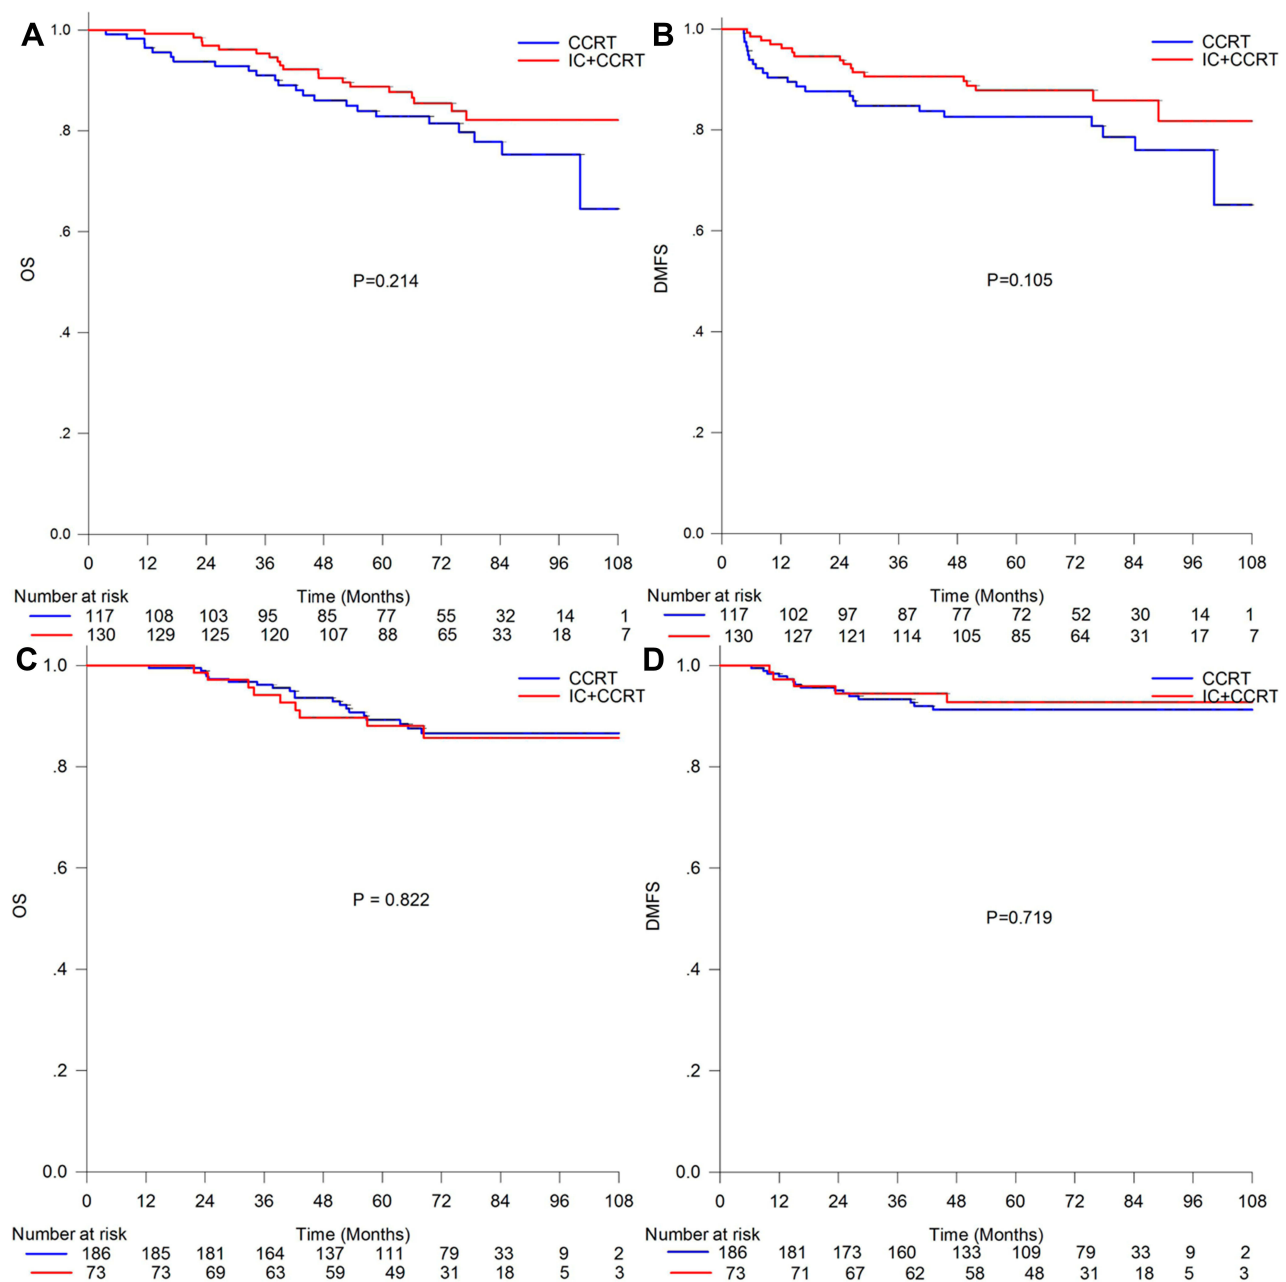 A
1.0
.8
.6
.4
.2
0.0
OS
CCRT
IC+CCRT
P=0.214
0 12 24 36 48 60 72 84 96 108
Number at risk Time (Months)
117 108 103 95 85 77 55 32 14 1
130 129 125 120 107 88 65 33 18 7
B
1.0
.8
.6
.4
.2
0.0
DMFS
CCRT
IC+CCRT
P=0.105
0 12 24 36 48 60 72 84 96 108
Number at risk Time (Months)
117 102 97 87 77 72 52 30 14 1
130 127 121 114 105 85 64 31 17 7
C
1.0
.8
.6
.4
.2
0.0
OS
CCRT
IC+CCRT
P = 0.822
0 12 24 36 48 60 72 84 96 108
Number at risk Time (Months)
186 185 181 164 137 111 79 33 9 2
73 73 69 63 59 49 31 18 5 3
D
1.0
.8
.6
.4
.2
0.0
DMFS
CCRT
IC+CCRT
P=0.719
0 12 24 36 48 60 72 84 96 108
Number at risk Time (Months)
186 181 173 160 133 109 79 33 9 2
73 71 67 62 58 48 31 18 5 3